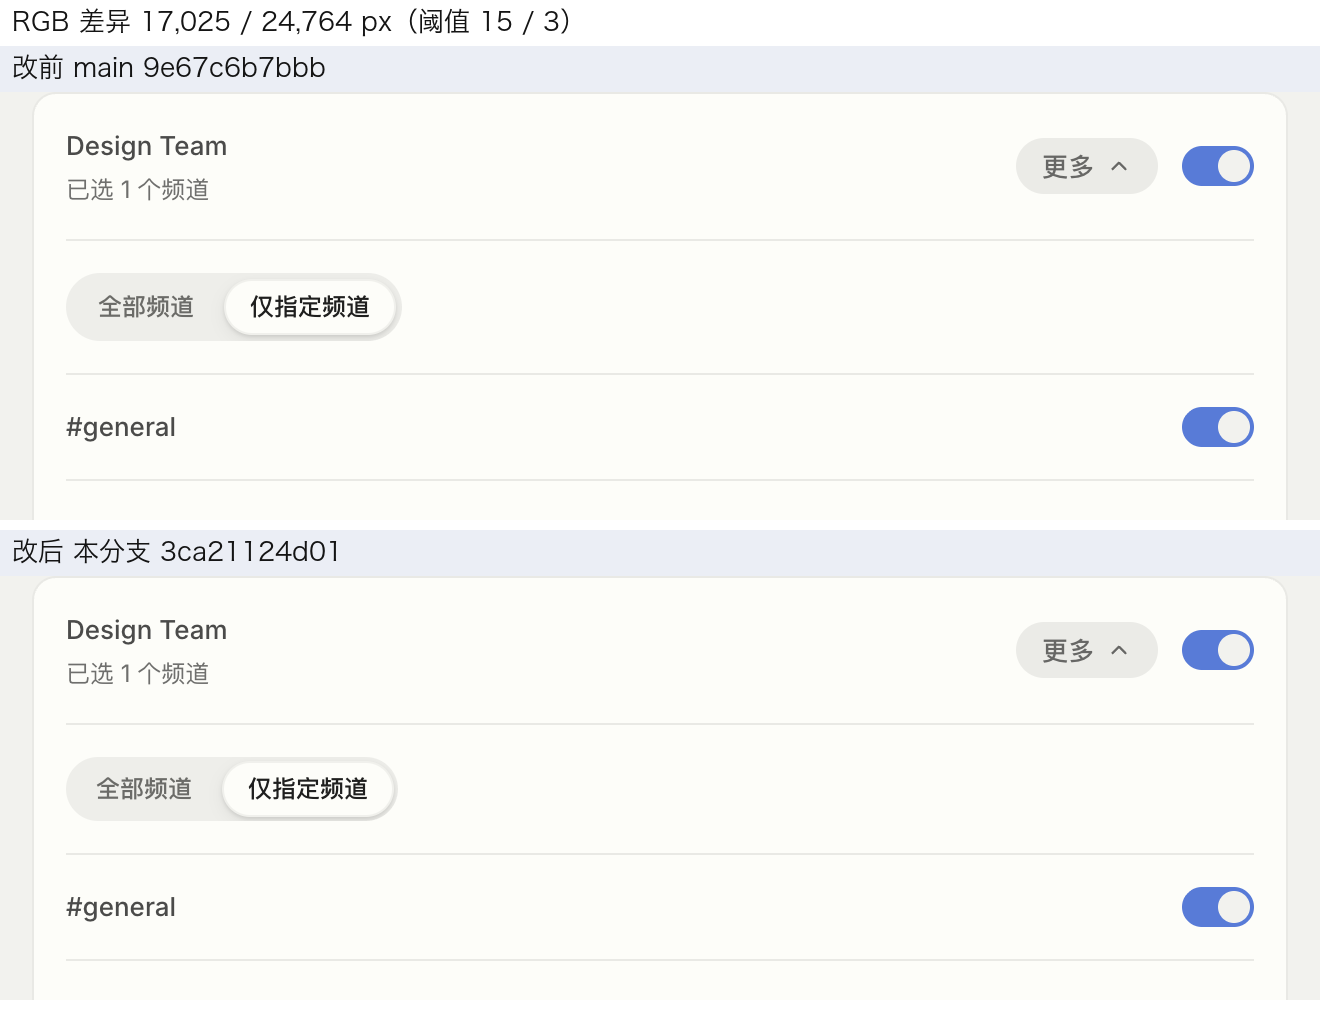 RGB 差异 17,025 / 24,764 px（阈值 15 / 3）
改前 main 9e67c6b7bbb
Design Team
更多
已选 1 个频道
全部频道 仅指定频道
#general
改后 本分支 3ca21124d01
Design Team
更多
已选 1 个频道
全部频道 仅指定频道
#general